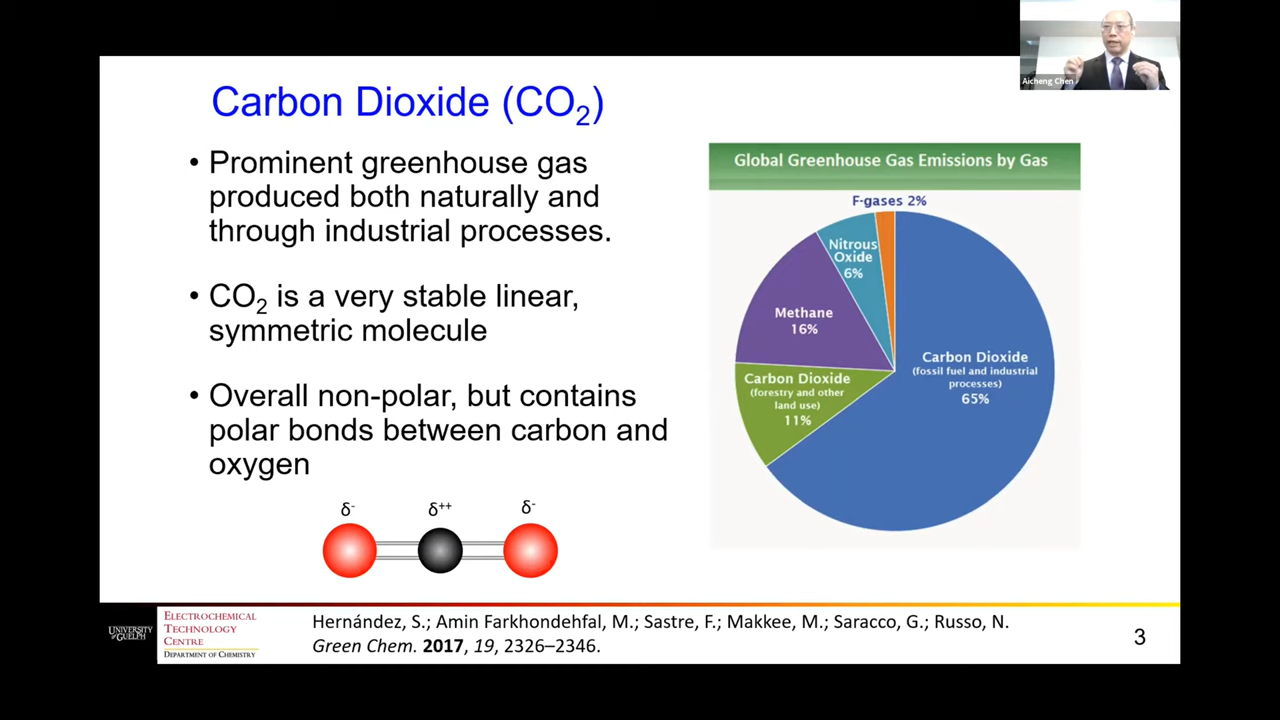 Aicheng Chen
Carbon Dioxide (CO₂)
• Prominent greenhouse gas
produced both naturally and
through industrial processes.
• CO₂ is a very stable linear,
symmetric molecule
• Overall non-polar, but contains
polar bonds between carbon and
oxygen
δ⁻ δ⁺⁺ δ⁻
Global Greenhouse Gas Emissions by Gas
F-gases 2%
Nitrous
Oxide
6%
Methane
16%
Carbon Dioxide
(forestry and other
land use)
11%
Carbon Dioxide
(fossil fuel and industrial
processes)
65%
UNIVERSITY
of GUELPH
ELECTROCHEMICAL
TECHNOLOGY
CENTRE
DEPARTMENT OF CHEMISTRY
Hernández, S.; Amin Farkhondehfal, M.; Sastre, F.; Makkee, M.; Saracco, G.; Russo, N.
Green Chem. 2017, 19, 2326–2346.
3